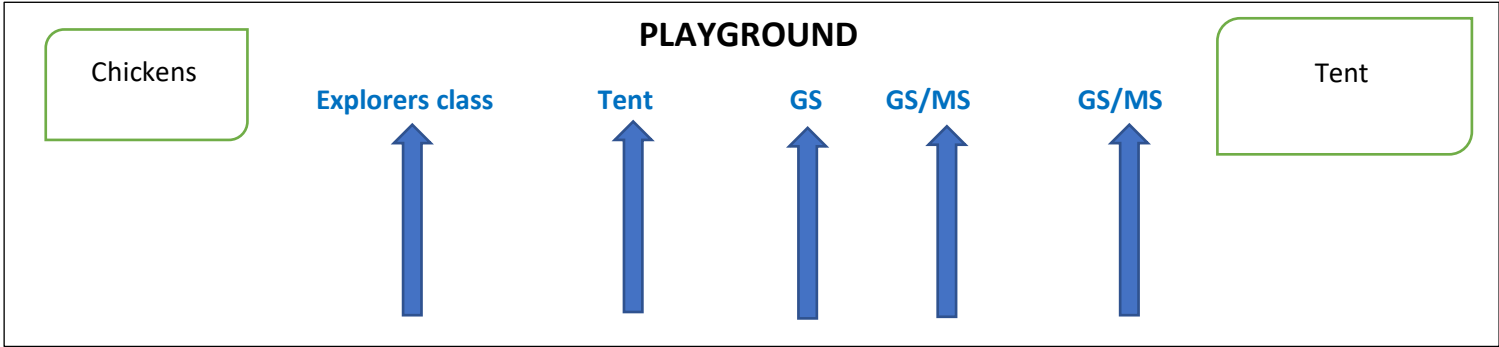 PLAYGROUND
Chickens
Tent
Explorers class
Tent
GS
GS/MS
GS/MS